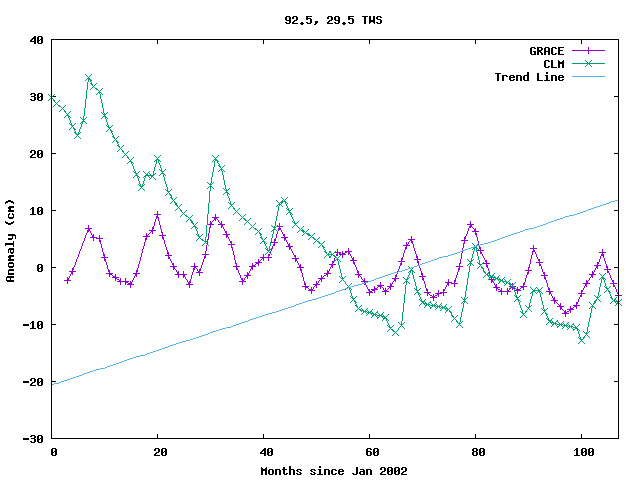 92.5, 29.5 TWS
GRACE
CLM
Trend Line
40
30
20
10
0
-10
-20
-30
Anomaly (cm)
0 20 40 60 80 100
Months since Jan 2002